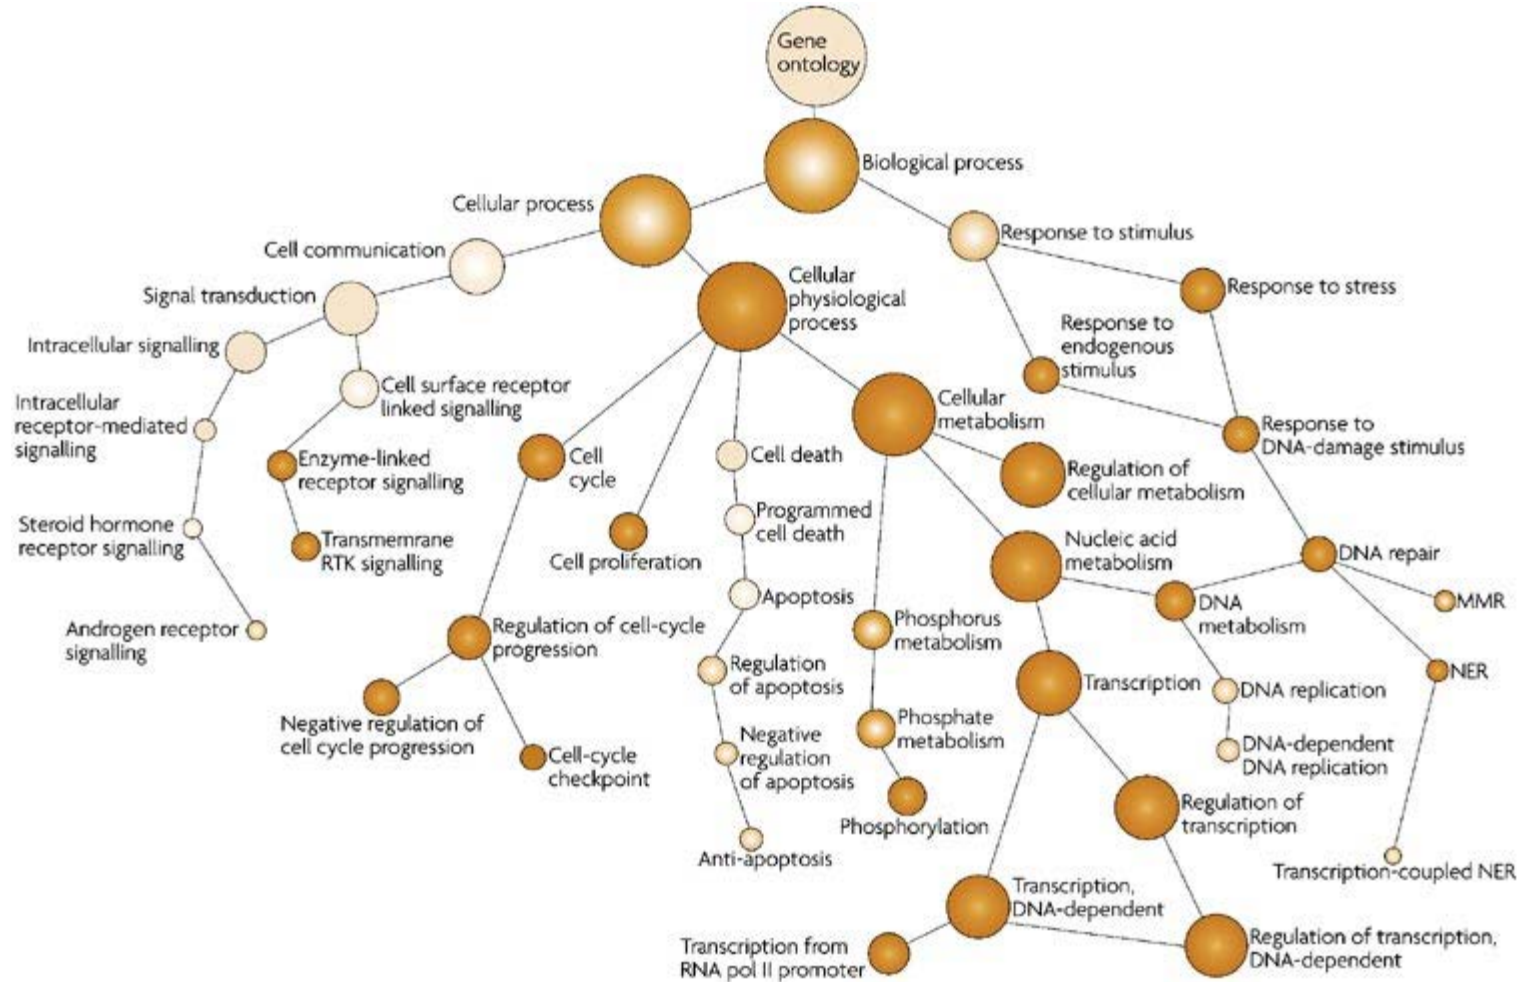 Gene
ontology
Biological process
Cellular process
Response to stimulus
Cell communication
Cellular
physiological
process
Response to stress
Signal transduction
Response to
endogenous
stimulus
Intracellular signalling
Cell surface receptor
linked signalling
Cellular
metabolism
Intracellular
receptor-mediated
signalling
Response to
DNA-damage stimulus
Enzyme-linked
receptor signalling
Cell
cycle
Cell death
Regulation of
cellular metabolism
Steroid hormone
receptor signalling
Transmemrane
RTK signalling
Cell proliferation
Programmed
cell death
Nucleic acid
metabolism
DNA repair
Apoptosis
DNA
metabolism
MMR
Androgen receptor
signalling
Regulation of cell-cycle
progression
Phosphorus
metabolism
Regulation
of apoptosis
Transcription
DNA replication
NER
Negative regulation of
cell cycle progression
Cell-cycle
checkpoint
Negative
regulation
of apoptosis
Phosphate
metabolism
DNA-dependent
DNA replication
Phosphorylation
Regulation of
transcription
Anti-apoptosis
Transcription-coupled NER
Transcription,
DNA-dependent
Transcription from
RNA pol II promoter
Regulation of transcription,
DNA-dependent